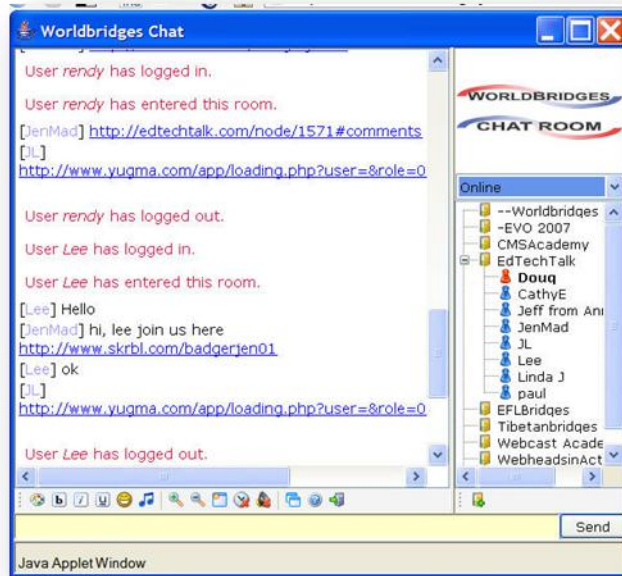 Worldbridges Chat
User rendy has logged in.
User rendy has entered this room.
[JenMad] http://edtechtalk.com/node/1571#comments
[JL]
http://www.yugma.com/app/loading.php?user=&role=0
User rendy has logged out.
User Lee has logged in.
User Lee has entered this room.
[Lee] Hello
[JenMad] hi, lee join us here
http://www.skrbl.com/badgerjen01
[Lee] ok
[JL]
http://www.yugma.com/app/loading.php?user=&role=0
User Lee has logged out.
WORLDBRIDGES
CHAT ROOM
Online
--Worldbridges
-EVO 2007
CMSAcademy
EdTechTalk
Doug
CathyE
Jeff from Ann
JenMad
JL
Lee
Linda J
paul
EFLBridges
Tibetanbridges
Webcast Acade
WebheadsinAct
Send
Java Applet Window